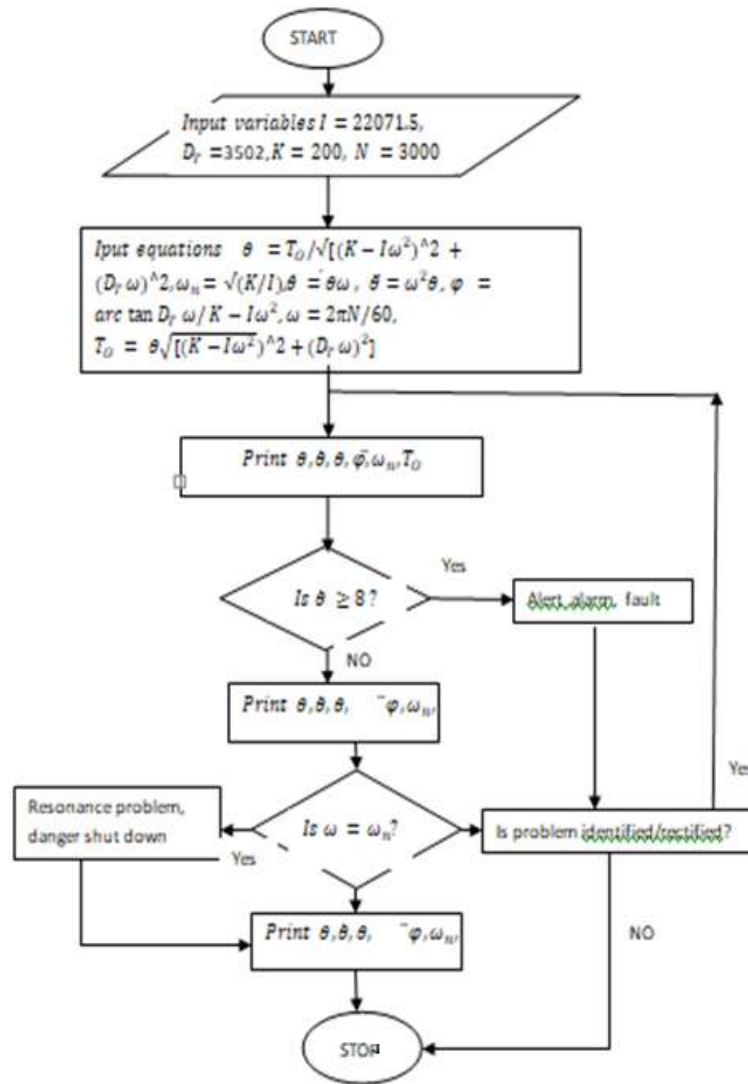 START
Input variables I = 22071.5,
D_r =3502, K = 200, N = 3000
Iput equations θ = T_O/√[(K − Iω²)^2 +
(D_r ω)^2, ω_n = √(K/I), θ̇ = θω, θ̈ = ω²θ, φ =
arc tan D_r ω/K − Iω², ω = 2πN/60,
T_O = θ√[(K − Iω²)^2 + (D_r ω)²]
Print θ, θ̇, θ̈, φ, ω_n, T_O
Is θ ≥ 8?
Yes
Alert alarm, fault
NO
Print θ, θ̇, θ̈, φ, ω_n,
Yes
Resonance problem,
danger shut down
Is ω = ω_n?
Is problem identified/rectified?
Yes
Print θ, θ̇, θ̈, φ, ω_n,
NO
STOP